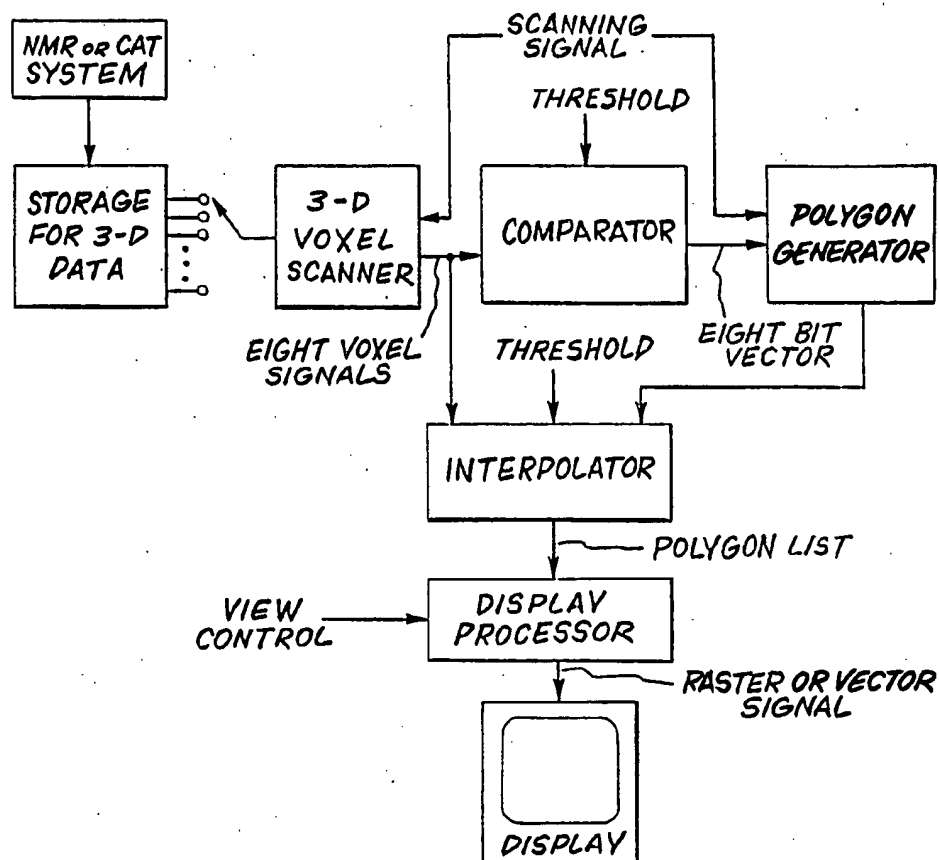 NMR OR CAT
SYSTEM
SCANNING
SIGNAL
THRESHOLD
STORAGE
FOR 3-D
DATA
3-D
VOXEL
SCANNER
COMPARATOR
POLYGON
GENERATOR
EIGHT VOXEL
SIGNALS
THRESHOLD
EIGHT BIT
VECTOR
INTERPOLATOR
POLYGON LIST
VIEW
CONTROL
DISPLAY
PROCESSOR
RASTER OR VECTOR
SIGNAL
DISPLAY